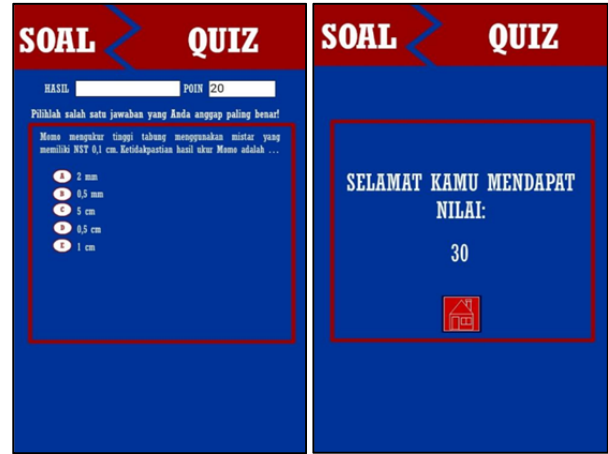 SOAL QUIZ
HASIL POIN 20
Pilihlah salah satu jawaban yang Anda anggap paling benar!
Momo mengukur tinggi tabung menggunakan mistar yang
memiliki NST 0,1 cm. Ketidakpastian hasil ukur Momo adalah ...
A 2 mm
B 0,5 mm
C 5 cm
D 0,5 cm
E 1 cm
SOAL QUIZ
SELAMAT KAMU MENDAPAT
NILAI:
30